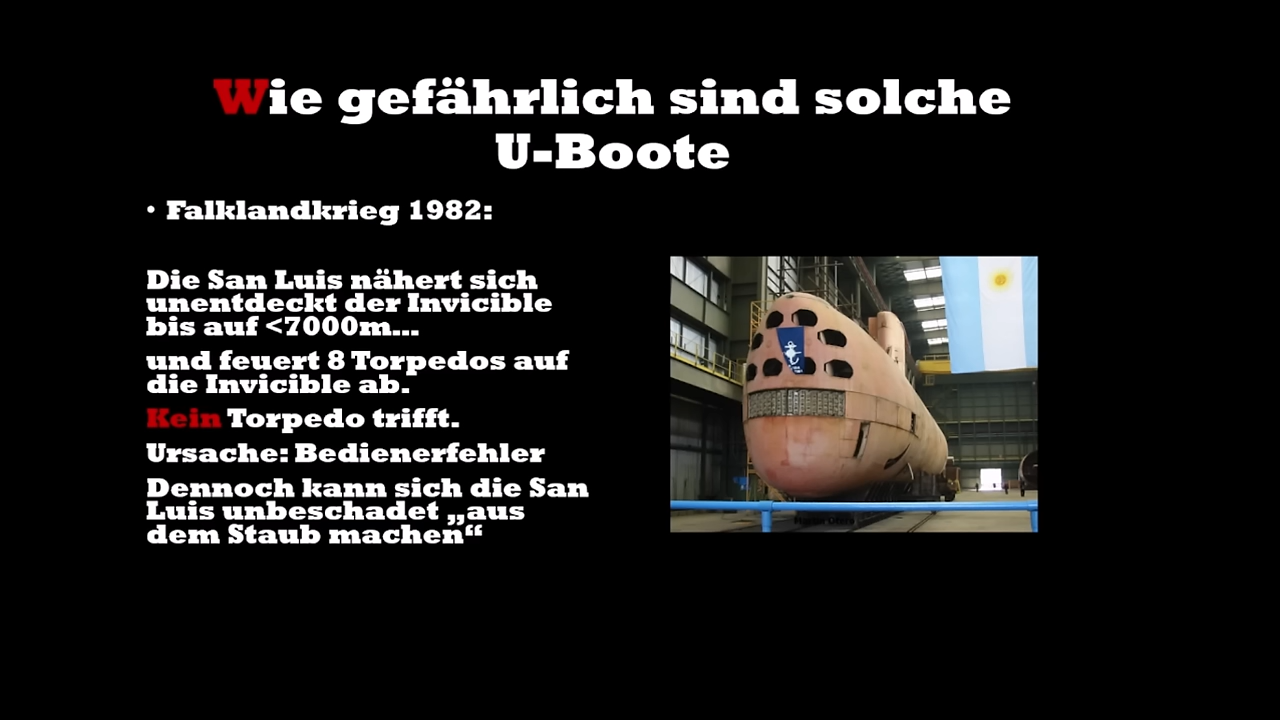 Wie gefährlich sind solche
U-Boote
• Falklandkrieg 1982:
Die San Luis nähert sich
unentdeckt der Invicible
bis auf <7000m...
und feuert 8 Torpedos auf
die Invicible ab.
Kein Torpedo trifft.
Ursache: Bedienerfehler
Dennoch kann sich die San
Luis unbeschadet „aus
dem Staub machen“